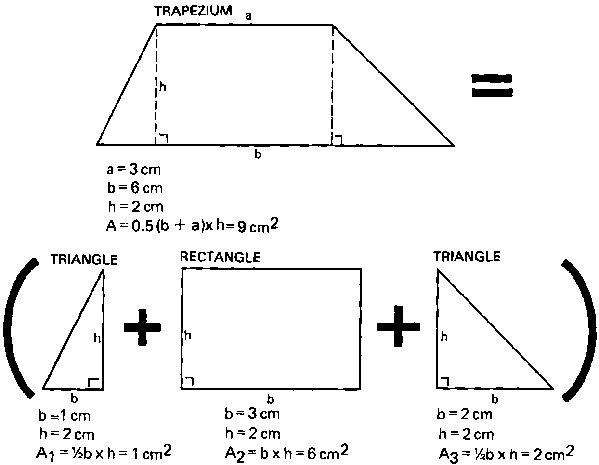 TRAPEZIUM
a
h
b
a = 3 cm
b = 6 cm
h = 2 cm
A = 0.5(b + a)x h = 9 cm²
TRIANGLE
RECTANGLE
TRIANGLE
h
h
h
b
b
b
b = 1 cm
h = 2 cm
A₁ = ½b x h = 1 cm²
b = 3 cm
h = 2 cm
A₂ = b x h = 6 cm²
b = 2 cm
h = 2 cm
A₃ = ½b x h = 2 cm²